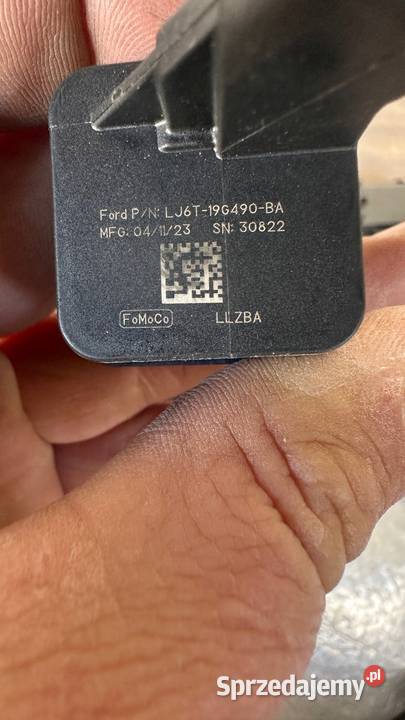 Ford P/N: LJ6T-19G490-BA
MFG: 04/11/23 SN: 30822
FoMoCo LLZBA
Sprzedajemy.pl